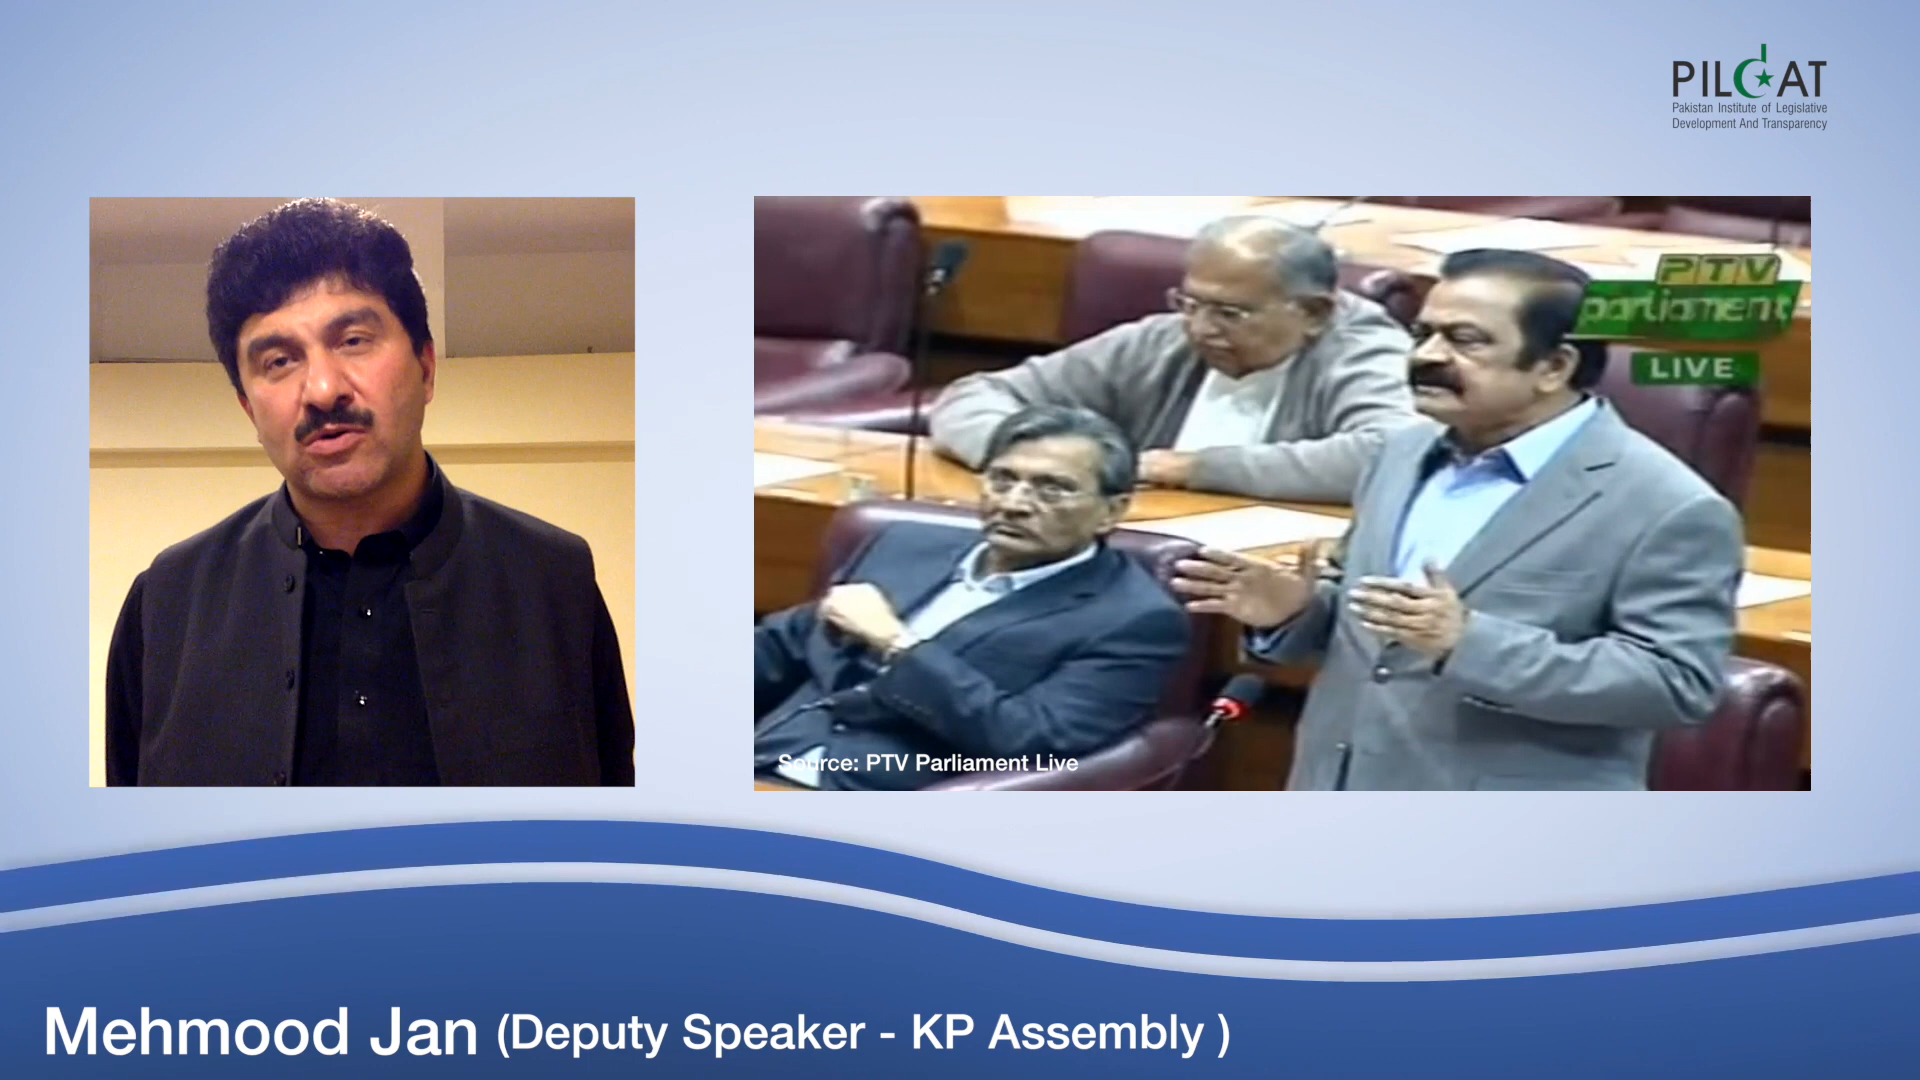 PILDAT
Pakistan Institute of Legislative
Development And Transparency
PTV
parliament
LIVE
Source: PTV Parliament Live
Mehmood Jan (Deputy Speaker - KP Assembly )